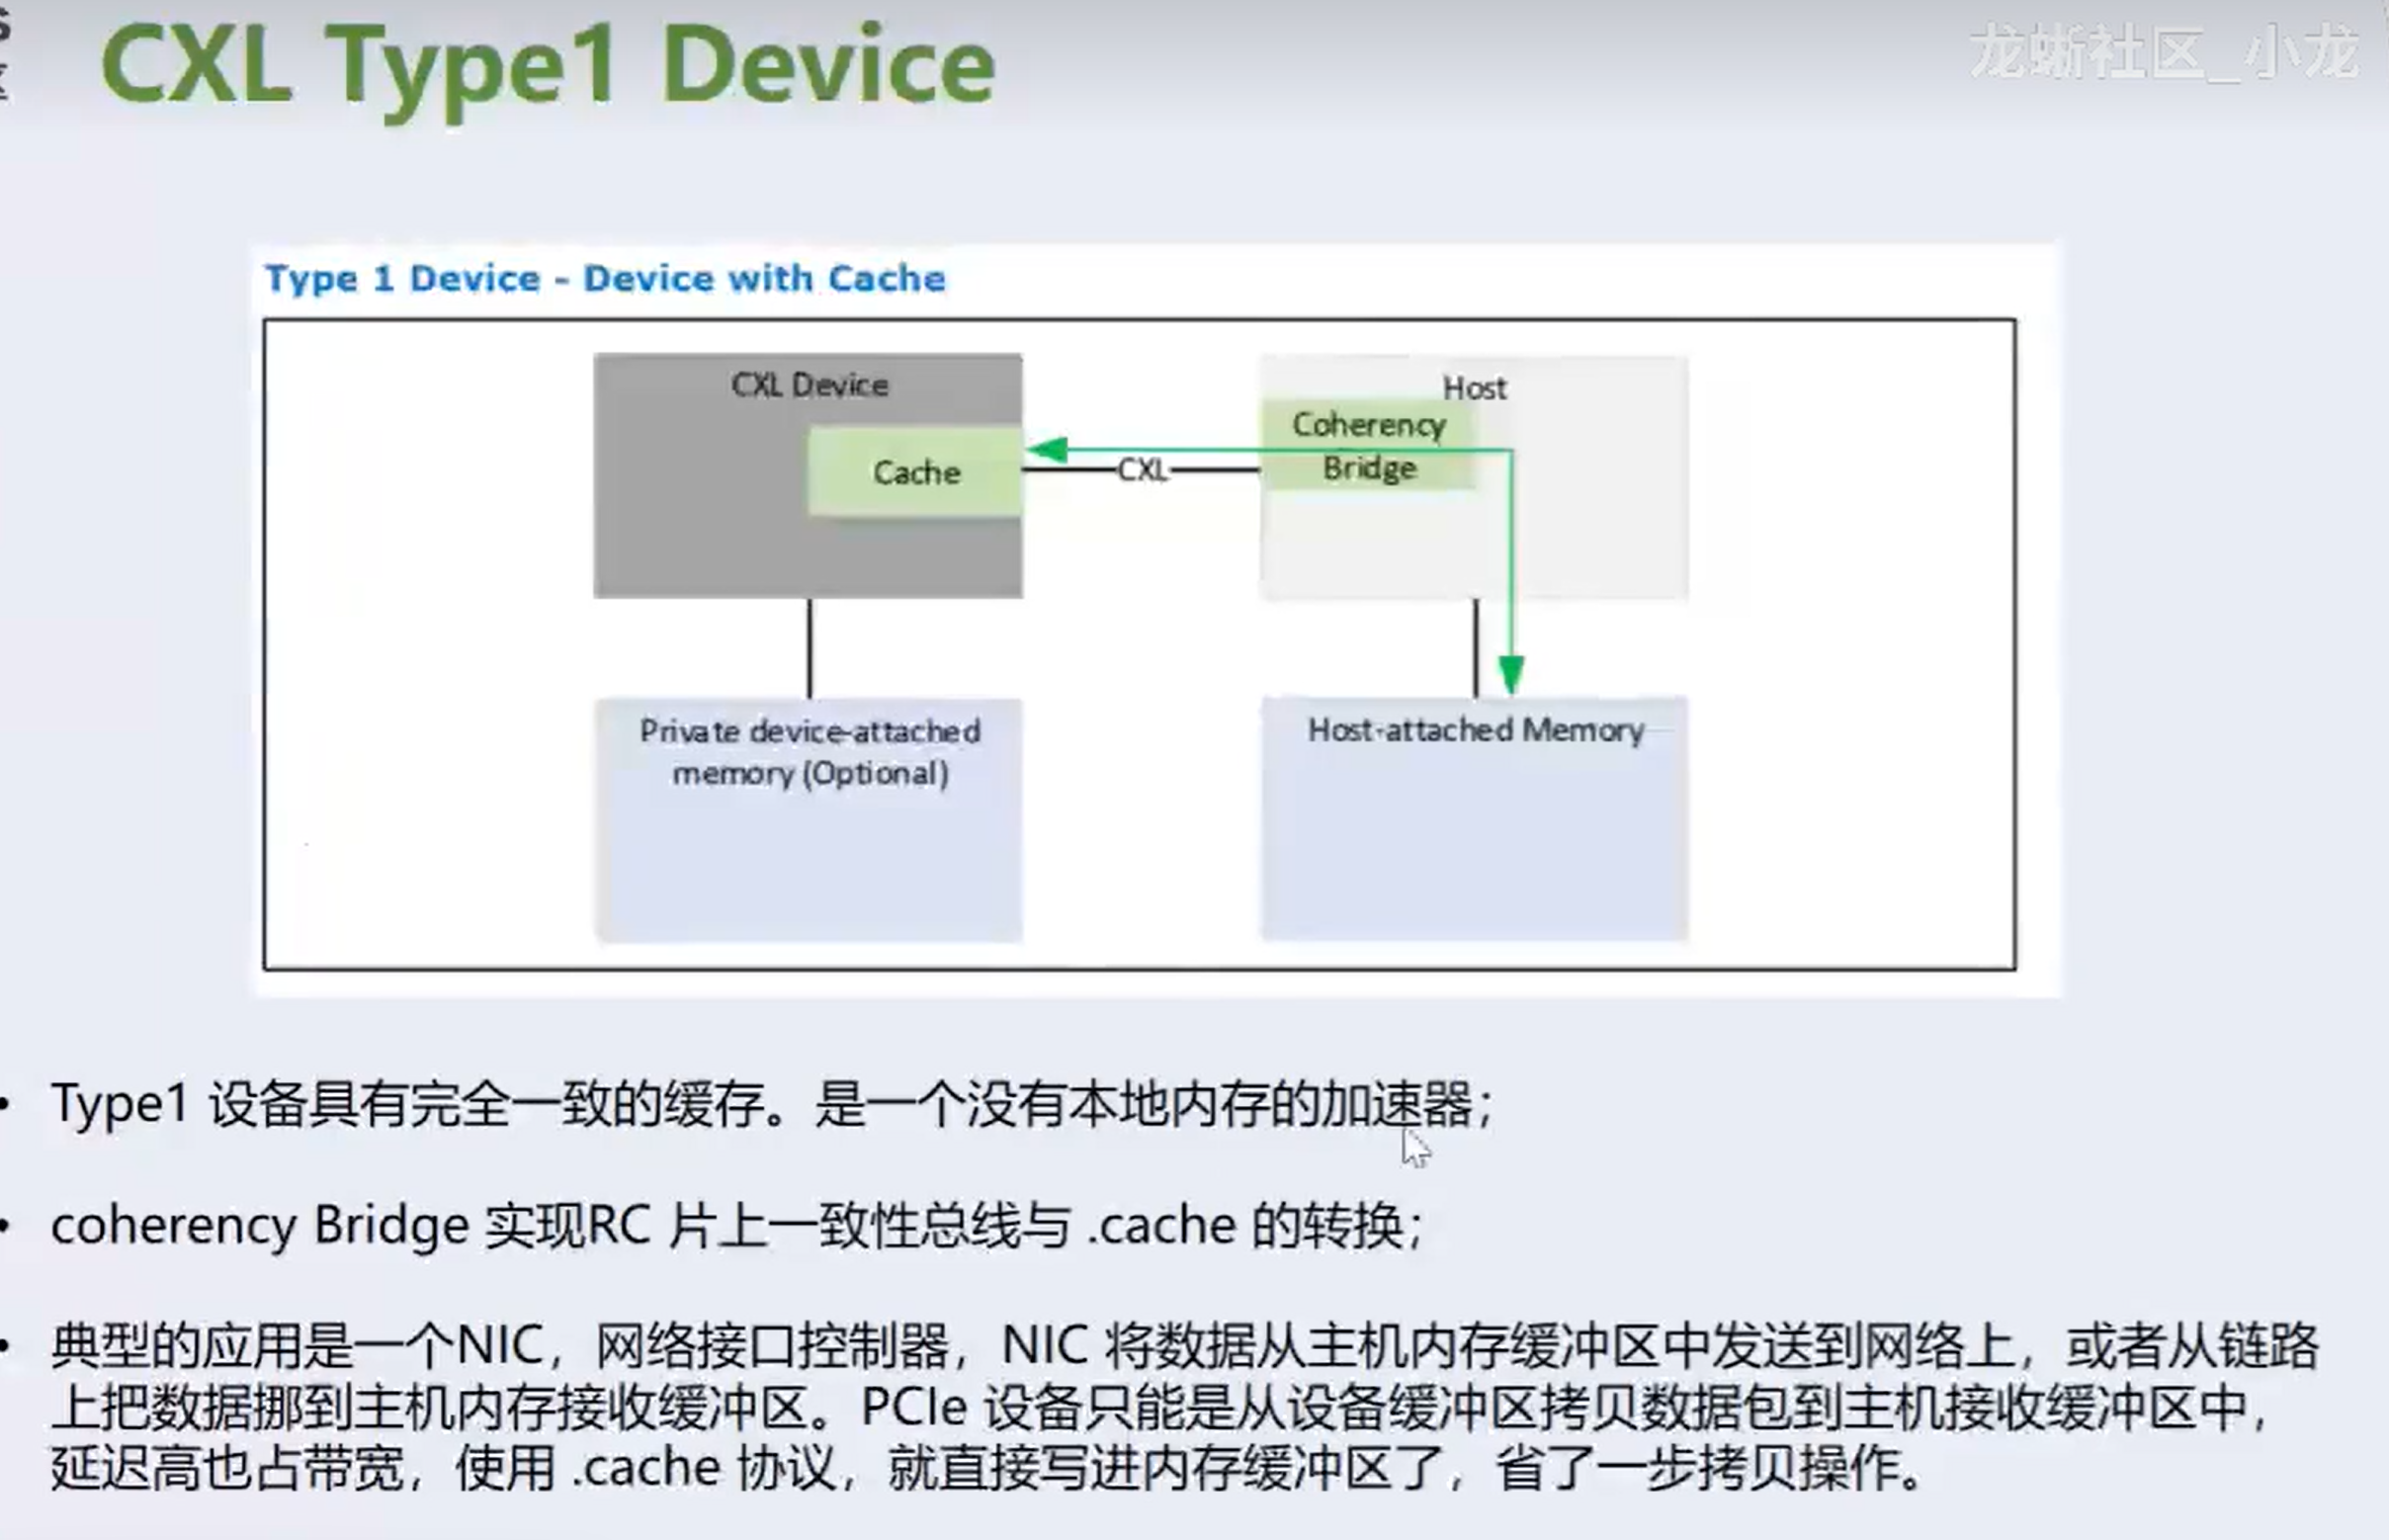 CXL Type1 Device
龙蜥社区_小龙
Type 1 Device - Device with Cache
CXL Device
Cache
CXL
Host
Coherency
Bridge
Private device-attached
memory (Optional)
Host-attached Memory
• Type1 设备具有完全一致的缓存。是一个没有本地内存的加速器；
• coherency Bridge 实现RC 片上一致性总线与 .cache 的转换；
• 典型的应用是一个NIC，网络接口控制器，NIC 将数据从主机内存缓冲区中发送到网络上，或者从链路
上把数据挪到主机内存接收缓冲区。PCIe 设备只能是从设备缓冲区拷贝数据包到主机接收缓冲区中，
延迟高也占带宽，使用 .cache 协议，就直接写进内存缓冲区了，省了一步拷贝操作。